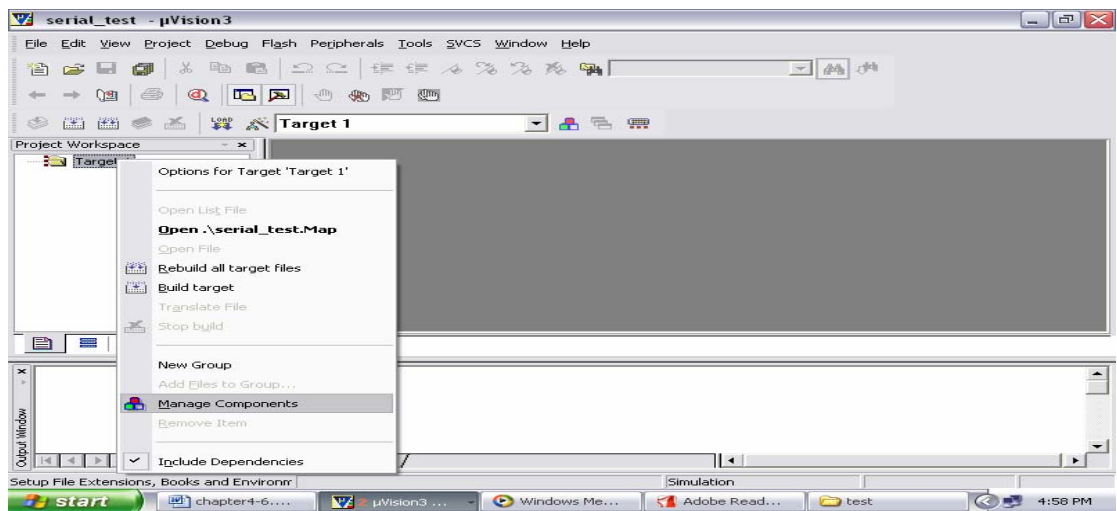 serial_test - µVision3
File Edit View Project Debug Flash Peripherals Tools SVCS Window Help
LOAD
Target 1
Project Workspace
Target
Options for Target 'Target 1'
Open List File
Open .\serial_test.Map
Open File
Rebuild all target files
Build target
Translate File
Stop build
New Group
Add Files to Group...
Manage Components
Remove Item
Include Dependencies
Output Window
Setup File Extensions, Books and Environr
Simulation
start
chapter4-6....
µVision3 ...
Windows Me...
Adobe Read...
test
4:58 PM